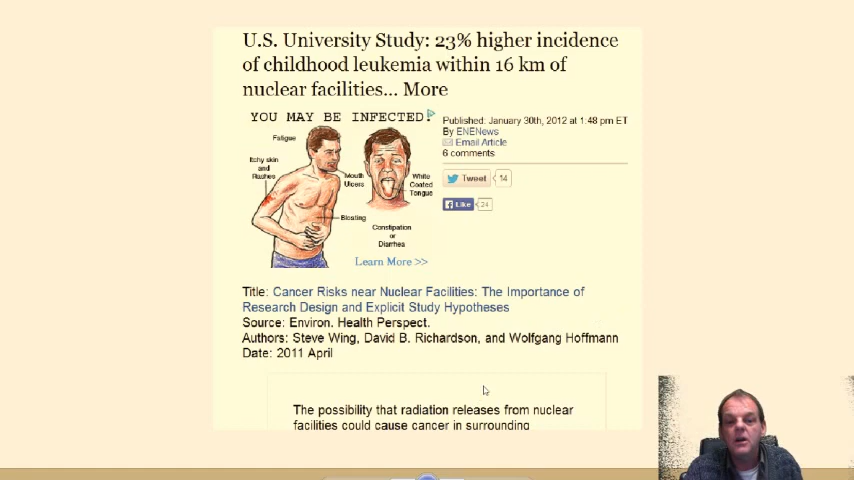 U.S. University Study: 23% higher incidence
of childhood leukemia within 16 km of
nuclear facilities... More
YOU MAY BE INFECTED!
Fatigue
Itchy skin
and
Rashes
Mouth
Ulcers
White
Coated
Tongue
Bloating
Constipation
or
Diarrhea
Learn More >>
Published: January 30th, 2012 at 1:48 pm ET
By ENENews
Email Article
6 comments
Tweet 14
Like 24
Title: Cancer Risks near Nuclear Facilities: The Importance of
Research Design and Explicit Study Hypotheses
Source: Environ. Health Perspect.
Authors: Steve Wing, David B. Richardson, and Wolfgang Hoffmann
Date: 2011 April
The possibility that radiation releases from nuclear
facilities could cause cancer in surrounding